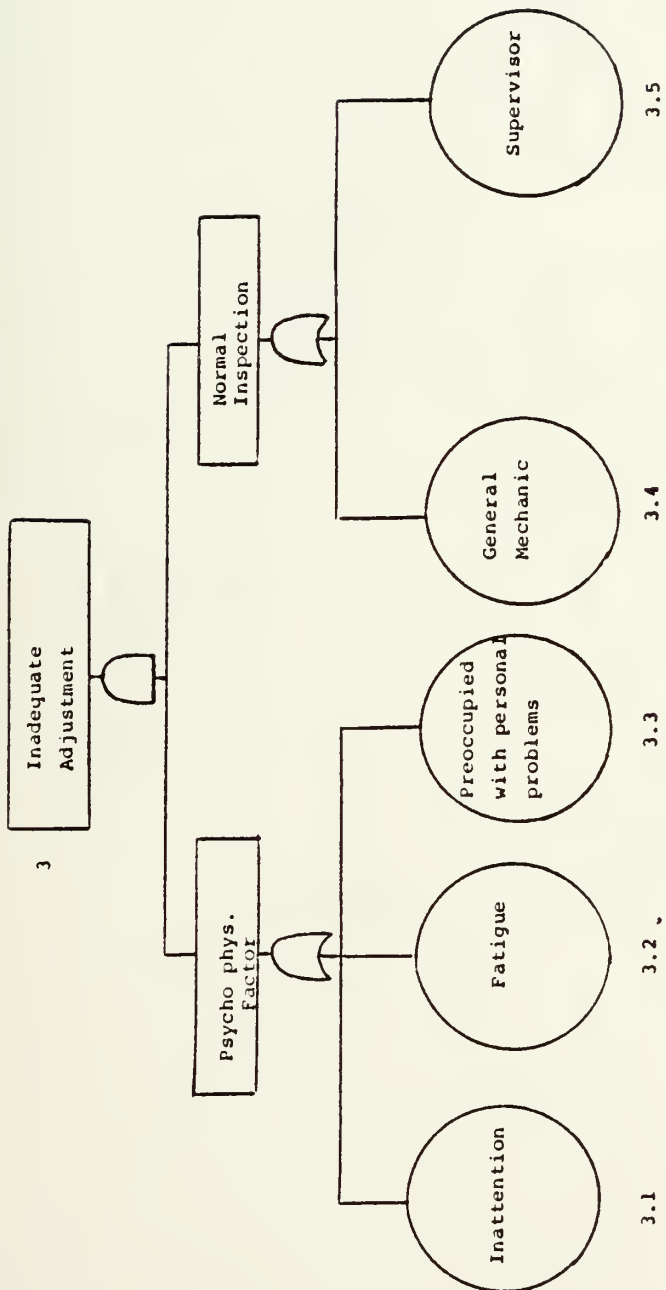 3
Inadequate
Adjustment
Psycho phys.
Factor
Normal
Inspection
Inattention
Fatigue
Preoccupied
with personal
problems
General
Mechanic
Supervisor
3.1
3.2
3.3
3.4
3.5